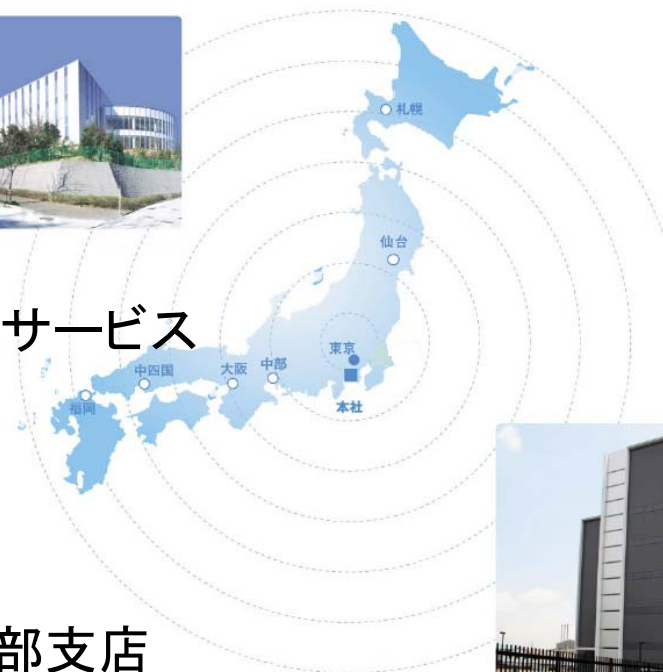 札幌
仙台
サービス
東京
中四国
大阪
中部
福岡
本社
部支店